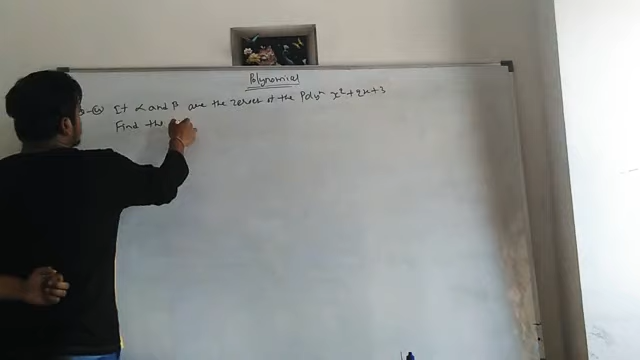 Polynomial
If α and β are the zeroes of the Polyⁿ x² + 2x + 3
Find the